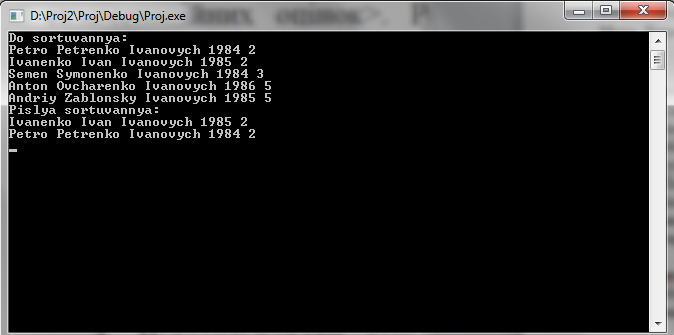 D:\Proj2\Proj\Debug\Proj.exe
Do sortuvannya:
Petro Petrenko Ivanovych 1984 2
Ivanenko Ivan Ivanovych 1985 2
Semen Symonenko Ivanovych 1984 3
Anton Ovcharenko Ivanovych 1986 5
Andriy Zablonsky Ivanovych 1985 5
Pislya sortuvannya:
Ivanenko Ivan Ivanovych 1985 2
Petro Petrenko Ivanovych 1984 2